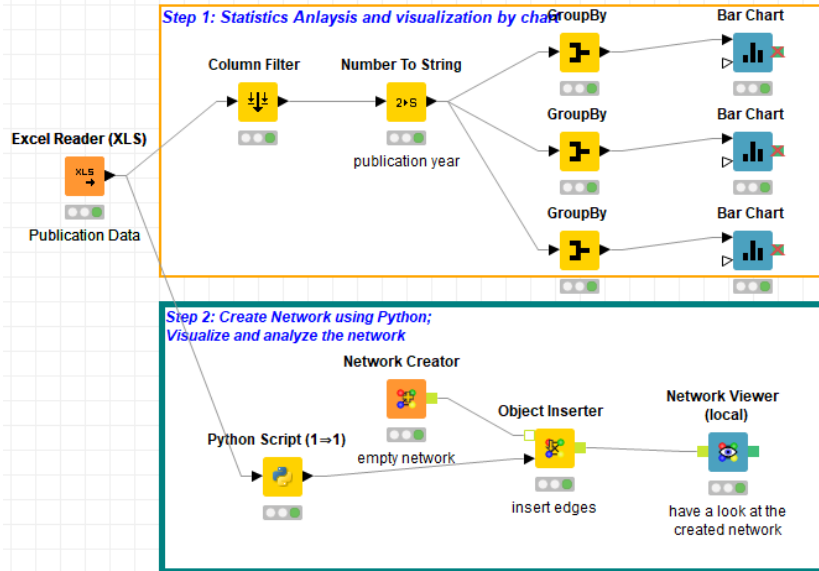 Step 1: Statistics Anlaysis and visualization by chart
GroupBy
Bar Chart
Column Filter
Number To String
2▸S
publication year
GroupBy
Bar Chart
Excel Reader (XLS)
XLS
Publication Data
GroupBy
Bar Chart
Step 2: Create Network using Python;
Visualize and analyze the network
Network Creator
empty network
Object Inserter
insert edges
Network Viewer
(local)
have a look at the
created network
Python Script (1⇒1)